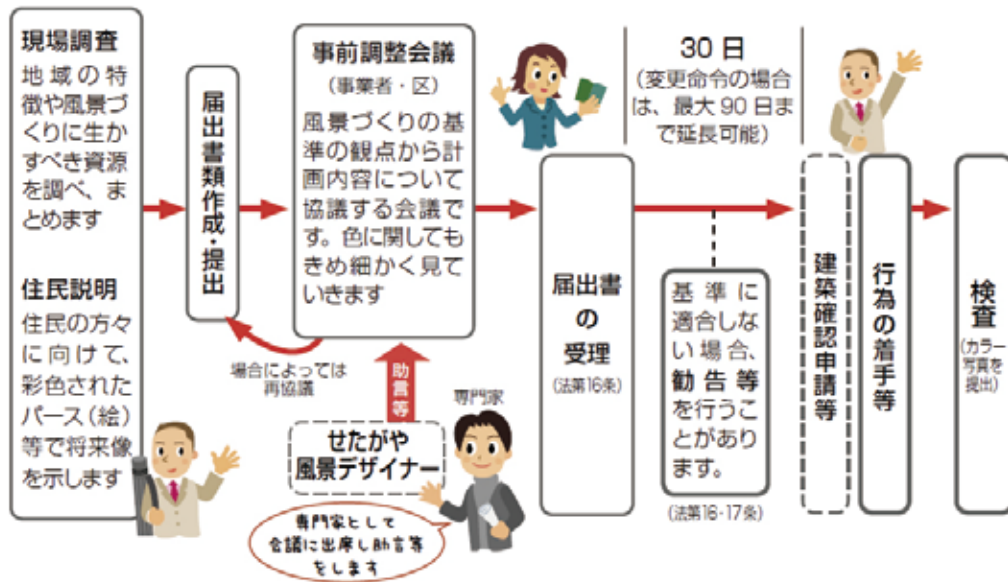 現場調査
地域の特
徴や風景づ
くりに生か
すべき資源
を調べ、ま
とめます
住民説明
住民の方々
に向けて、
彩色された
パース(絵)
等で将来像
を示します
届出書類作成・提出
事前調整会議
(事業者・区)
風景づくりの基
準の観点から計
画内容について
協議する会議で
す。色に関しても
きめ細かく見て
いきます
場合によっては
再協議
助言等
専門家
せたがや
風景デザイナー
専門家として
会議に出席し助言等
をします
届出書
の
受理
(法第16条)
30日
(変更命令の場合
は、最大90日ま
で延長可能)
基準に
適合しな
い場合、
勧告等
を行うこ
とがあり
ます。
(法第16・17条)
建築確認申請等
行為の着手等
検査
(カラー
写真を
提出)